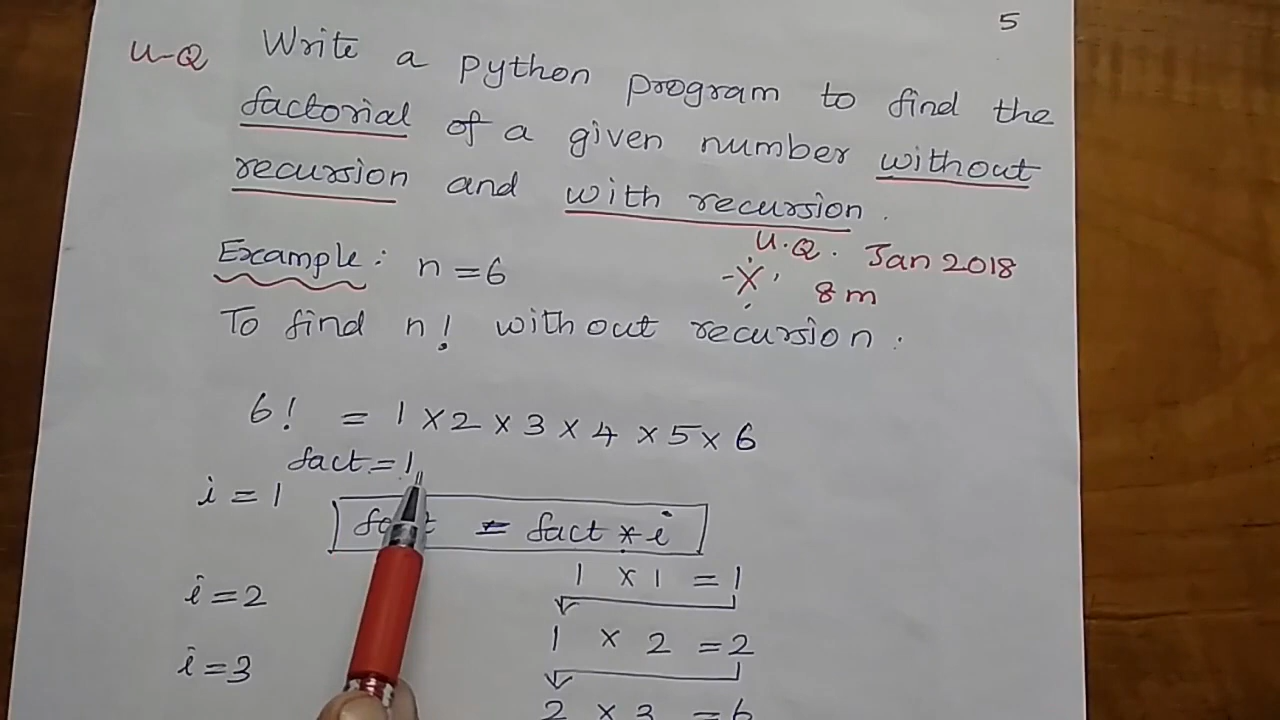 5
U-Q Write a python program to find the
factorial of a given number without
recursion and with recursion.
U.Q. Jan 2018
8m
Example: n=6
To find n! without recursion.
6! = 1 x 2 x 3 x 4 x 5 x 6
fact = 1
i = 1
= fact * i
1 x 1 = 1
i = 2
1 x 2 = 2
i = 3
2 x 3 = 6